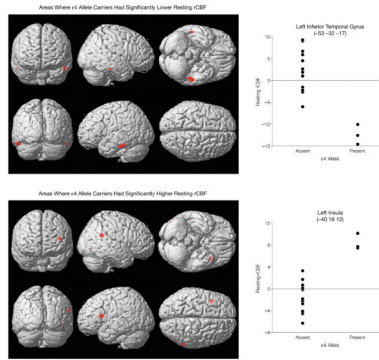 Areas Where ε4 Allele Carriers Had Significantly Lower Resting rCBF
Left Inferior Temporal Gyrus
(−53 −32 −17)
Resting rCBF
10
5
0
−5
−10
−15
Absent
Present
ε4 Allele
Areas Where ε4 Allele Carriers Had Significantly Higher Resting rCBF
Left Insula
(−40 16 12)
Resting rCBF
12
8
4
0
−4
−8
Absent
Present
ε4 Allele